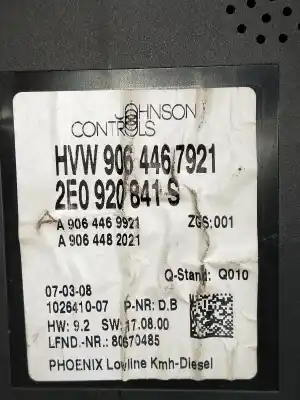 JOHNSON
CONTROLS
HVW 906 446 7921
2E0 920 841 S
A 906 446 9921 ZGS:001
A 906 448 2021
Q-Stand: Q010
07-03-08
1026410-07 P-NR: D.B
HW: 9.2 SW: 17.08.00
LFND.-NR.: 80670485
PHOENIX Lowline Kmh-Diesel